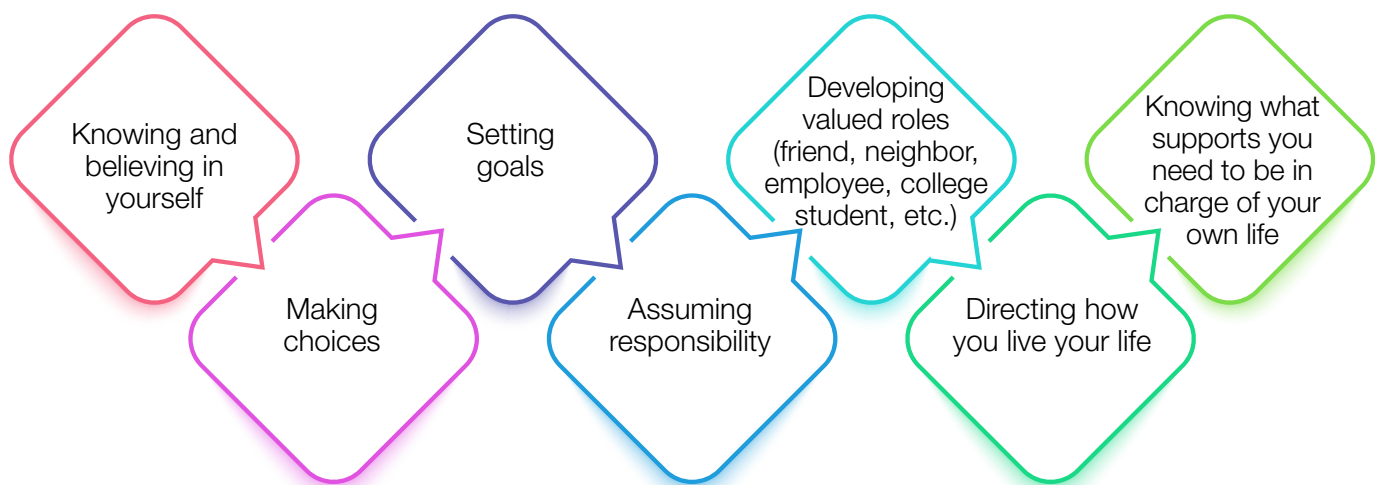 Knowing and
believing in
yourself
Making
choices
Setting
goals
Assuming
responsibility
Developing
valued roles
(friend, neighbor,
employee, college
student, etc.)
Directing how
you live your life
Knowing what
supports you
need to be in
charge of your
own life